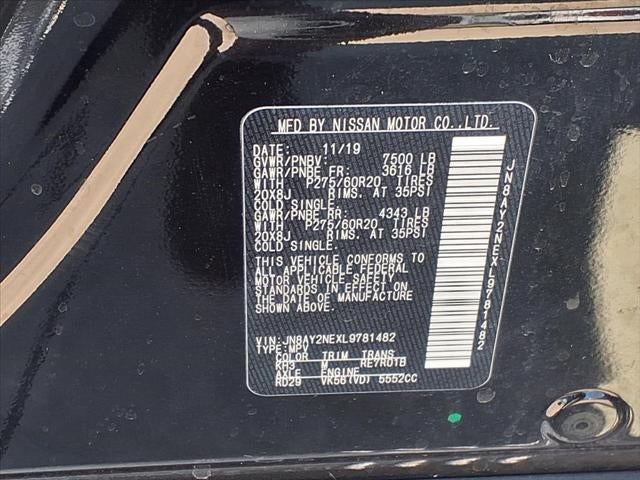 MFD BY NISSAN MOTOR CO.,LTD.
DATE: 11/19
GVWR/PNBV: 7500 LB
GAWR/PNBE FR: 3616 LB
WITH P275/60R20 TIRES
20X8J RIMS. AT 35PSI
COLD SINGLE.
GAWR/PNBE RR: 4343 LB
WITH P275/60R20 TIRES
20X8J RIMS. AT 35PSI
COLD SINGLE.
THIS VEHICLE CONFORMS TO
ALL APPLICABLE FEDERAL
MOTOR VEHICLE SAFETY
STANDARDS IN EFFECT ON
THE DATE OF MANUFACTURE
SHOWN ABOVE.
VIN:JN8AY2NEXL9781482
TYPE:MPV
COLOR TRIM TRANS
KH3 M RE7R01B
AXLE ENGINE
RD29 VK56(VD) 5552CC
JN8AY2NEXL9781482